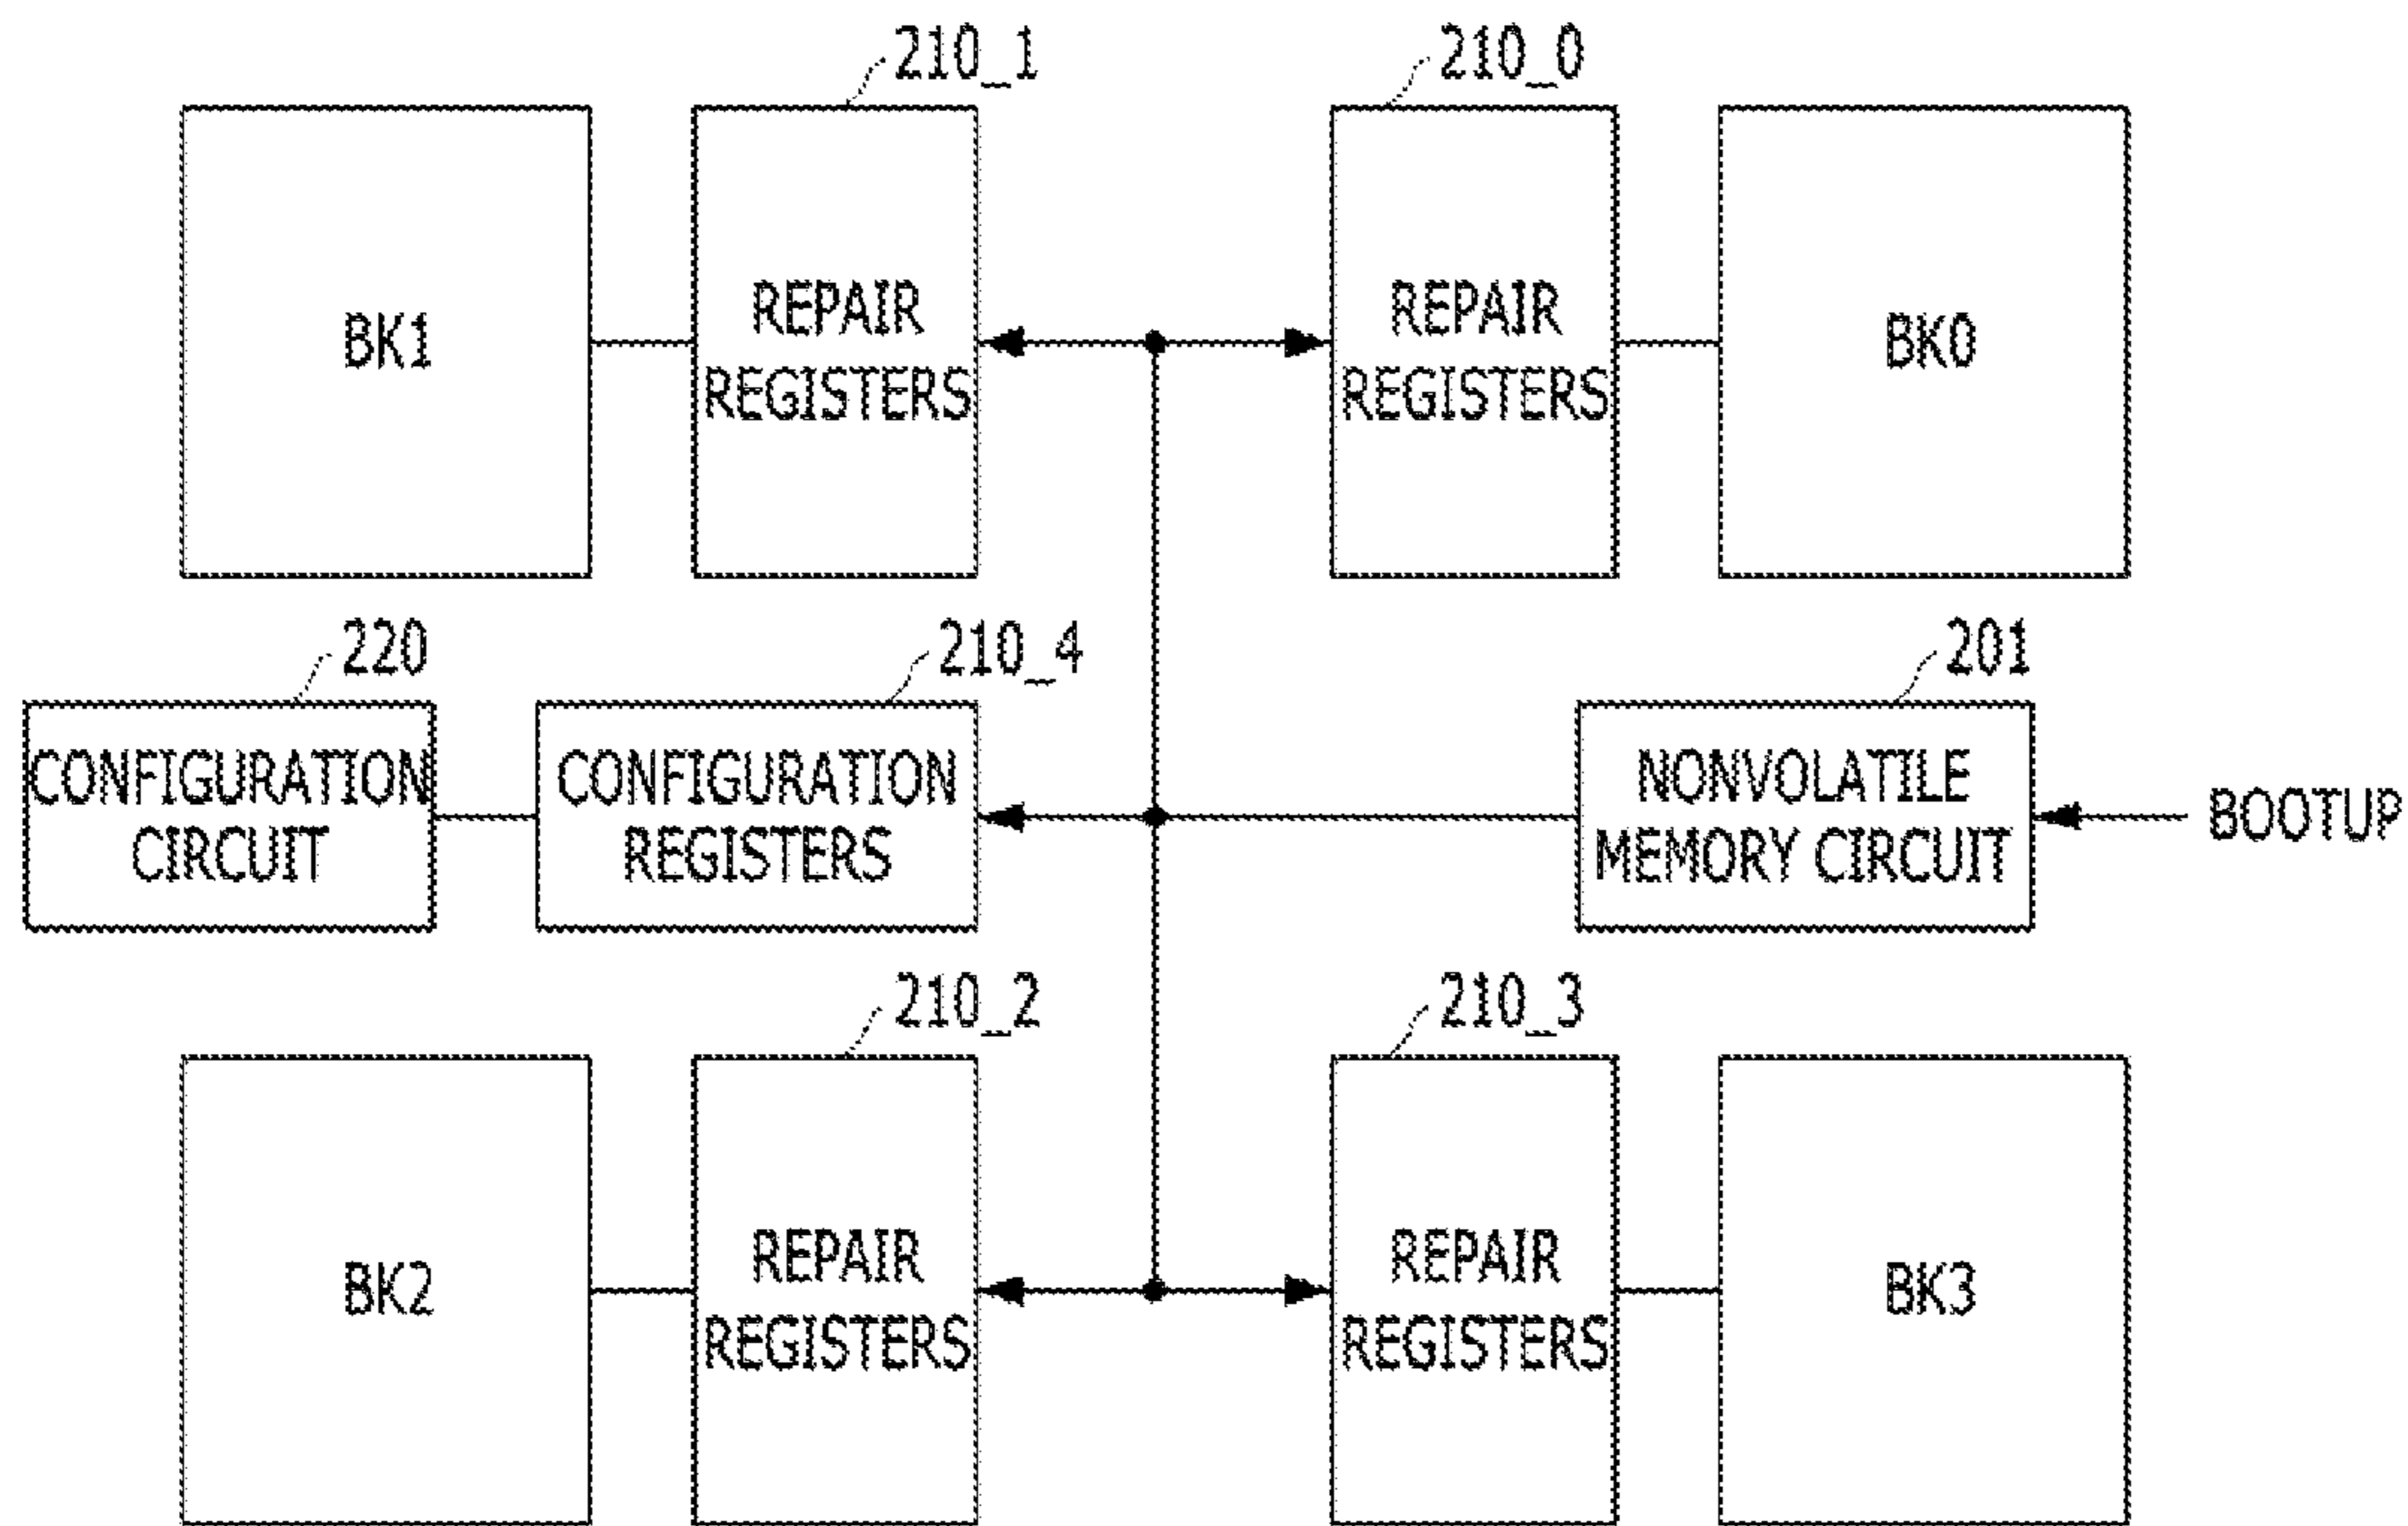 210_1
210_0
BK1
REPAIR
REGISTERS
REPAIR
REGISTERS
BK0
220
210_4
201
CONFIGURATION
CIRCUIT
CONFIGURATION
REGISTERS
NONVOLATILE
MEMORY CIRCUIT
BOOTUP
210_2
210_3
BK2
REPAIR
REGISTERS
REPAIR
REGISTERS
BK3